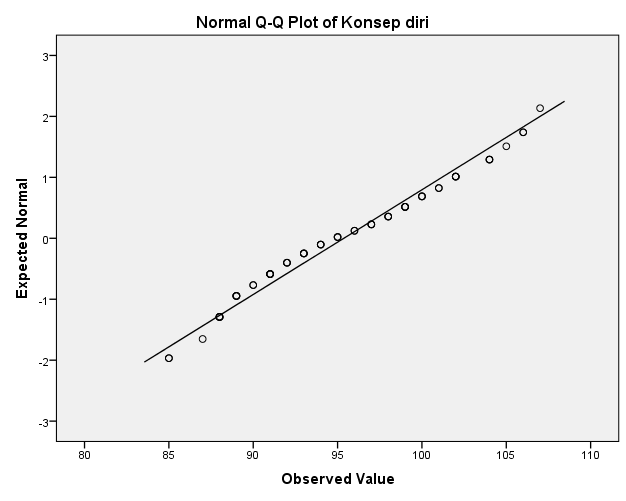 Normal Q-Q Plot of Konsep diri
3
2
1
0
-1
-2
-3
Expected Normal
80 85 90 95 100 105 110
Observed Value